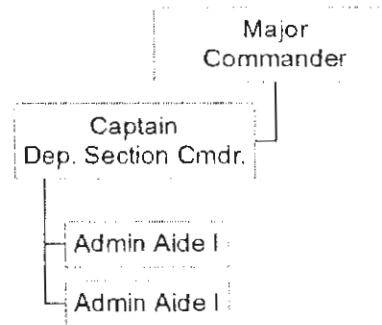 Major
Commander
Captain
Dep. Section Cmdr.
Admin Aide I
Admin Aide I